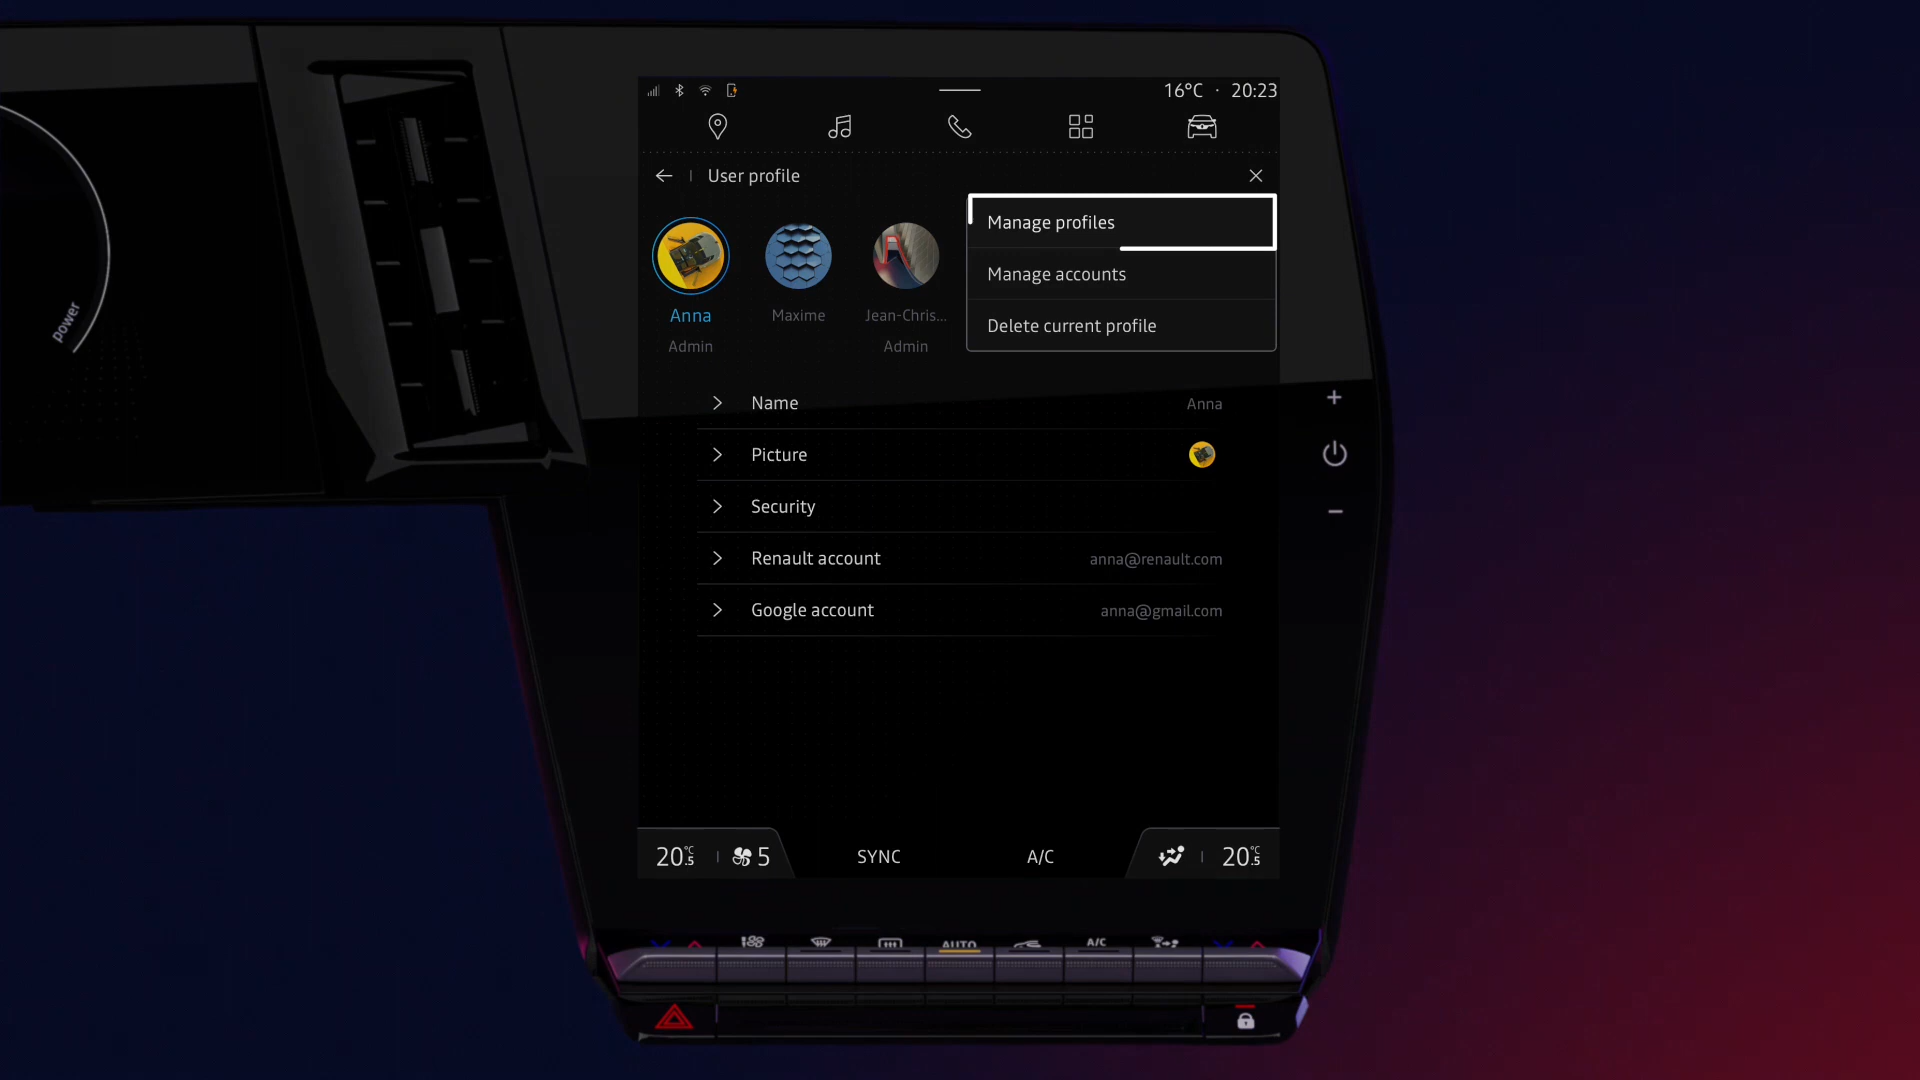 16°C · 20:23
User profile
Manage profiles
Manage accounts
Delete current profile
Anna
Maxime
Jean-Chris...
Admin
Admin
power
Name
Anna
Picture
Security
Renault account
anna@renault.com
Google account
anna@gmail.com
20.5°C
5
SYNC
A/C
20.5°C
AUTO
A/C